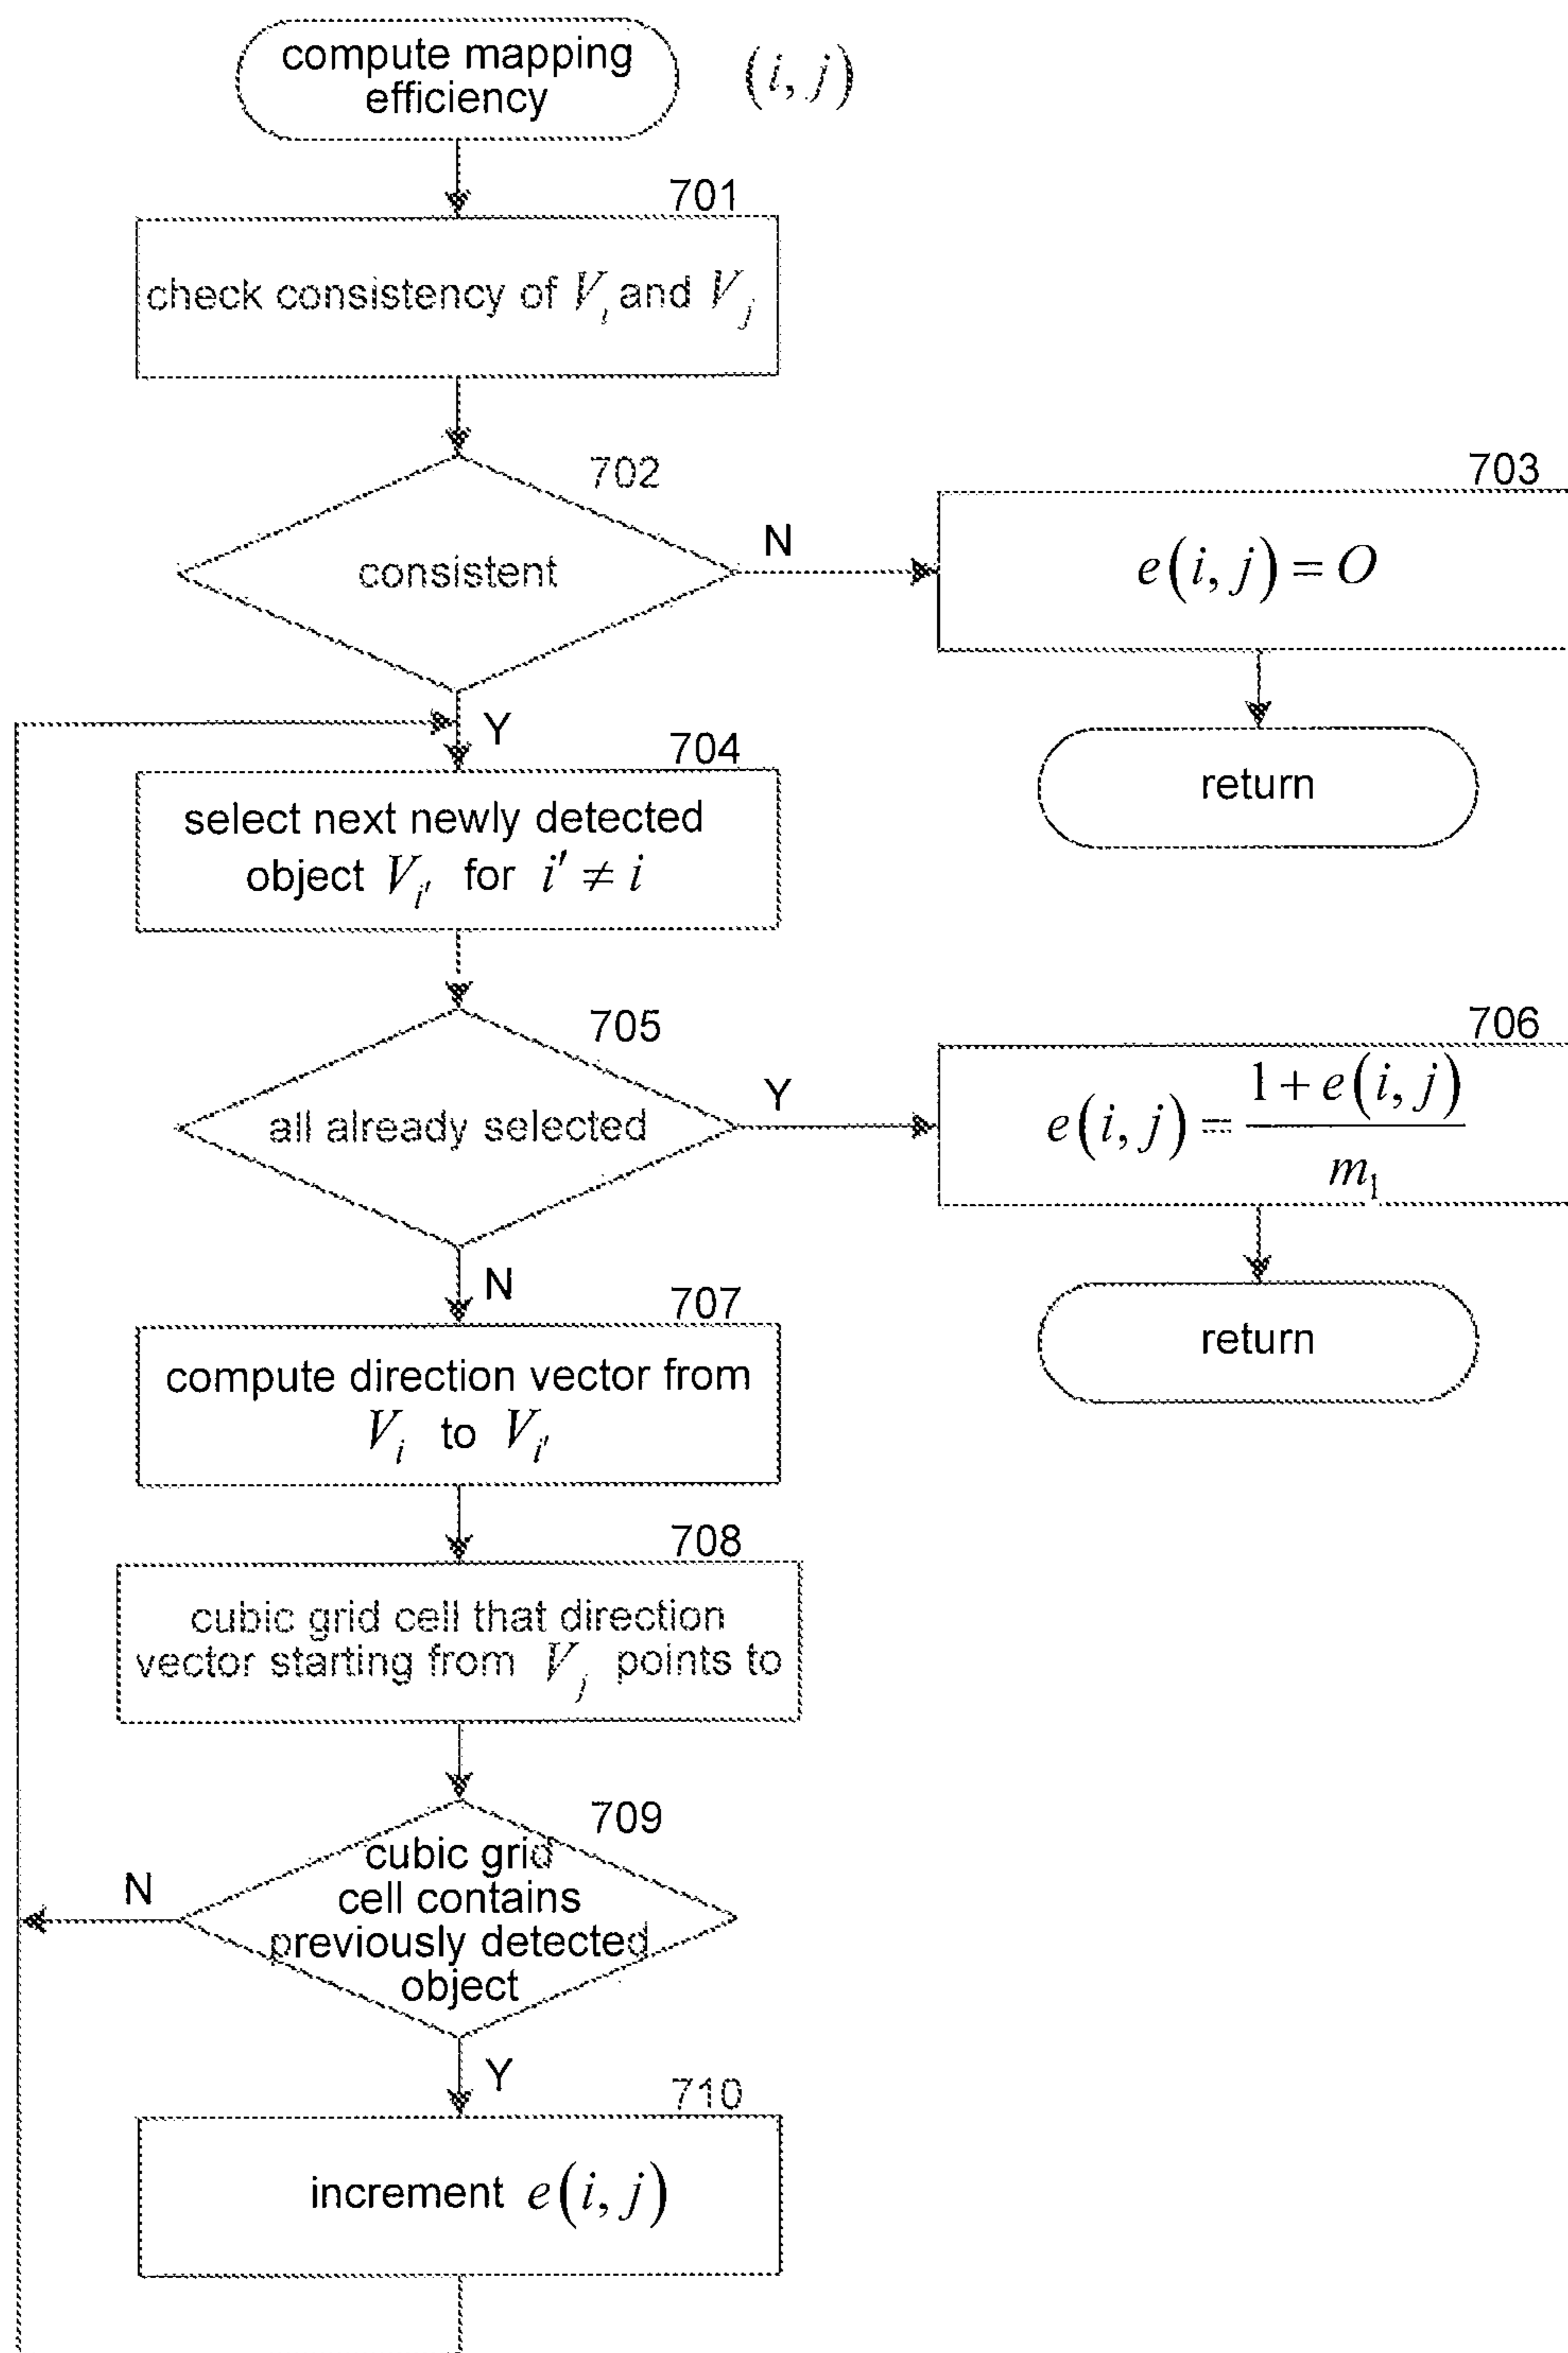 compute mapping
efficiency
(i, j)
701
check consistency of V_i and V_j
702
consistent
N
703
e(i, j) = O
return
Y
704
select next newly detected
object V_i' for i' ≠ i
705
all already selected
Y
706
e(i, j) = \frac{1 + e(i, j)}{m_1}
return
N
707
compute direction vector from
V_i to V_i'
708
cubic grid cell that direction
vector starting from V_j points to
709
cubic grid
cell contains
previously detected
object
N
Y
710
increment e(i, j)